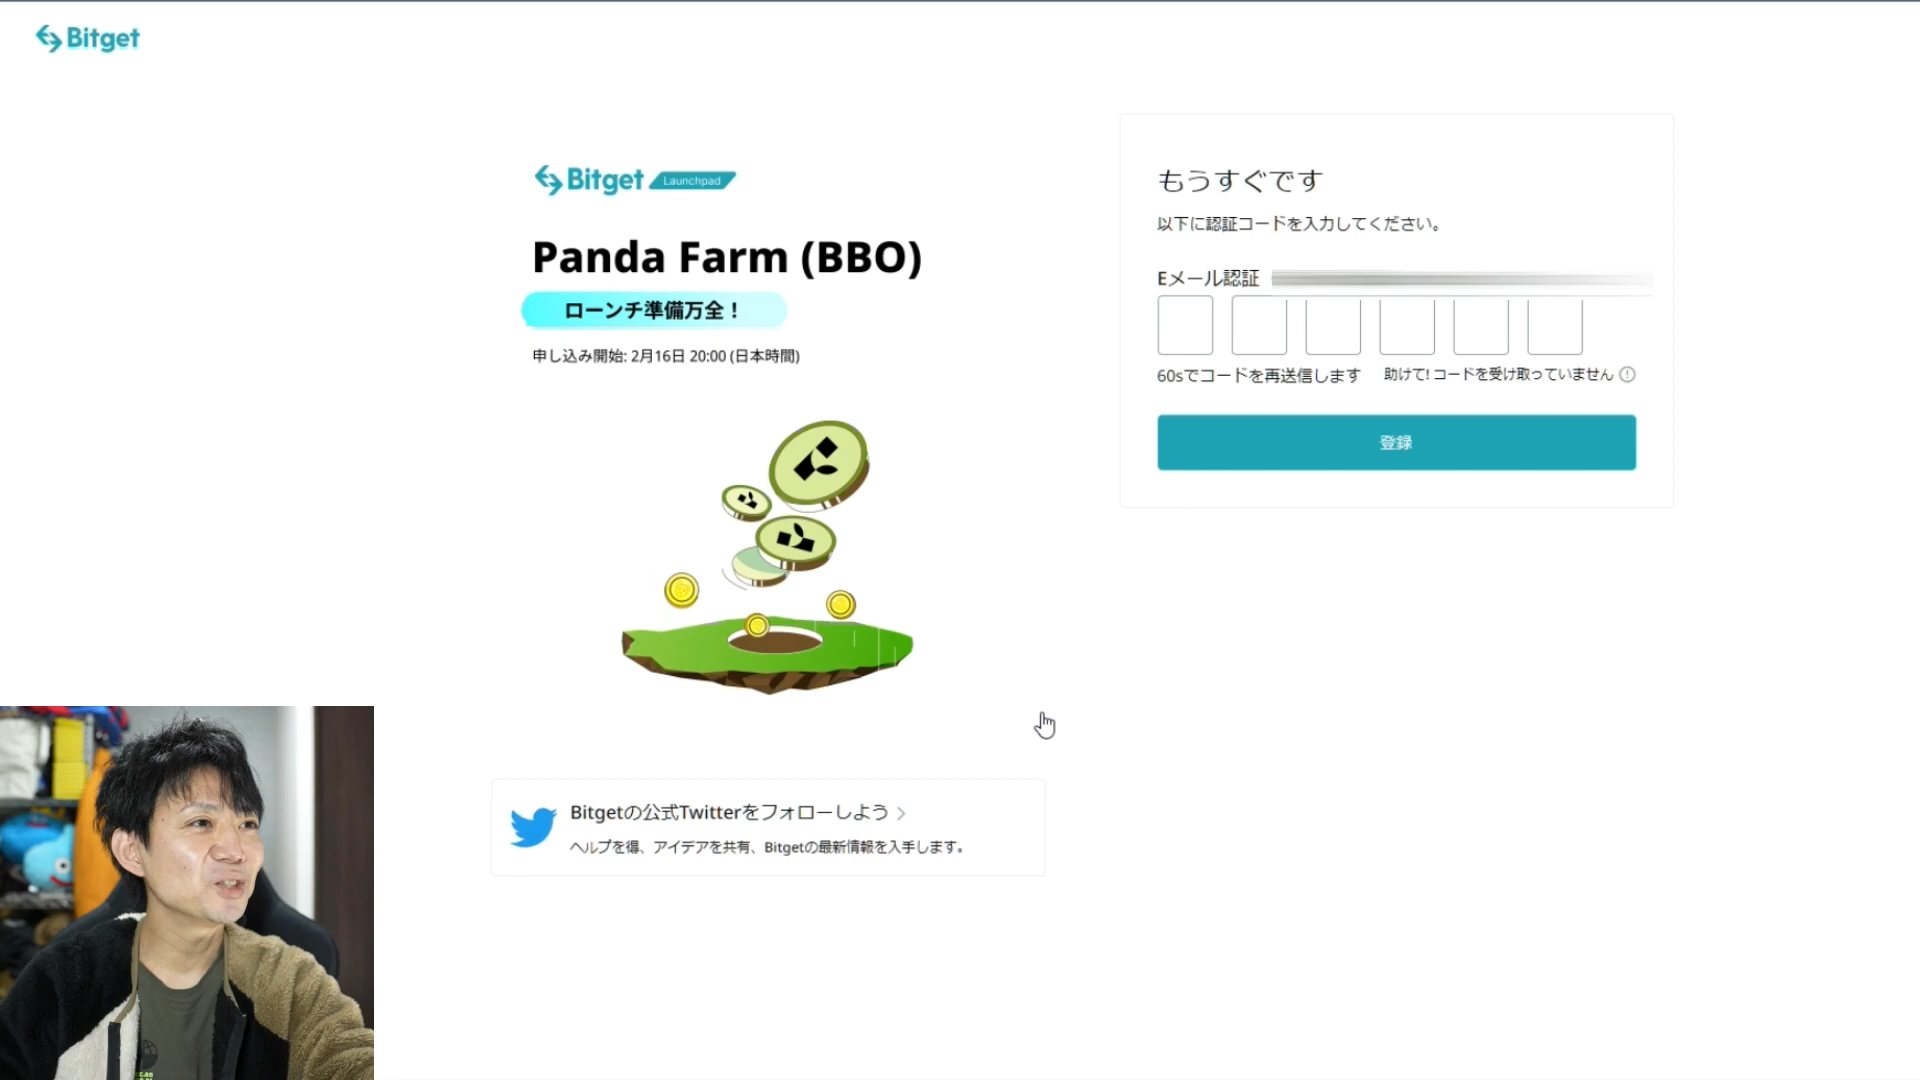 Bitget
Bitget Launchpad
Panda Farm (BBO)
ローンチ準備万全！
申し込み開始: 2月16日 20:00 (日本時間)
Bitgetの公式Twitterをフォローしよう
ヘルプを得、アイデアを共有、Bitgetの最新情報を入手します。
もうすぐです
以下に認証コードを入力してください。
Eメール認証
60sでコードを再送信します 助けて! コードを受け取っていません
登録